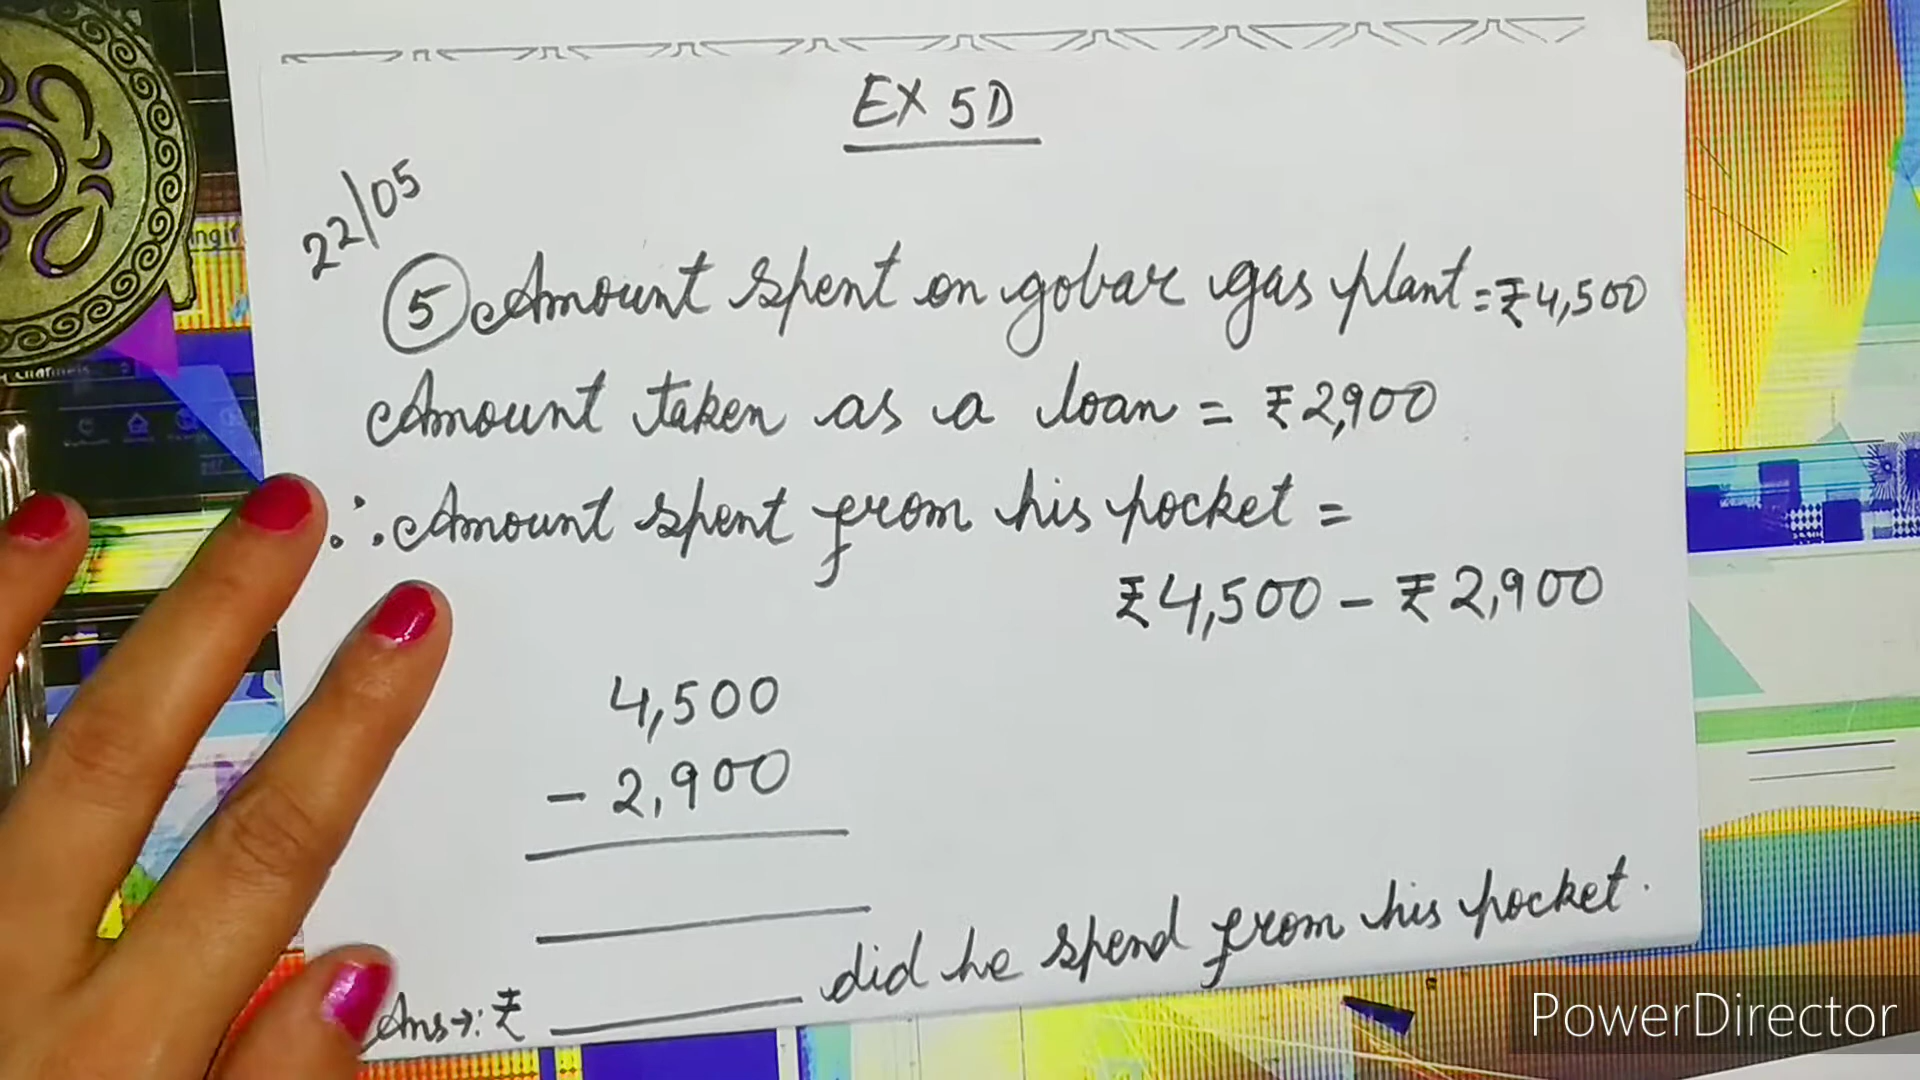 EX 5D
22/05
5 Amount spent on gobar gas plant = ₹4,500
Amount taken as a loan = ₹2,900
∴ Amount spent from his pocket =
₹4,500 - ₹2,900
4,500
- 2,900
Ans→: ₹ ________ did he spend from his pocket.
PowerDirector